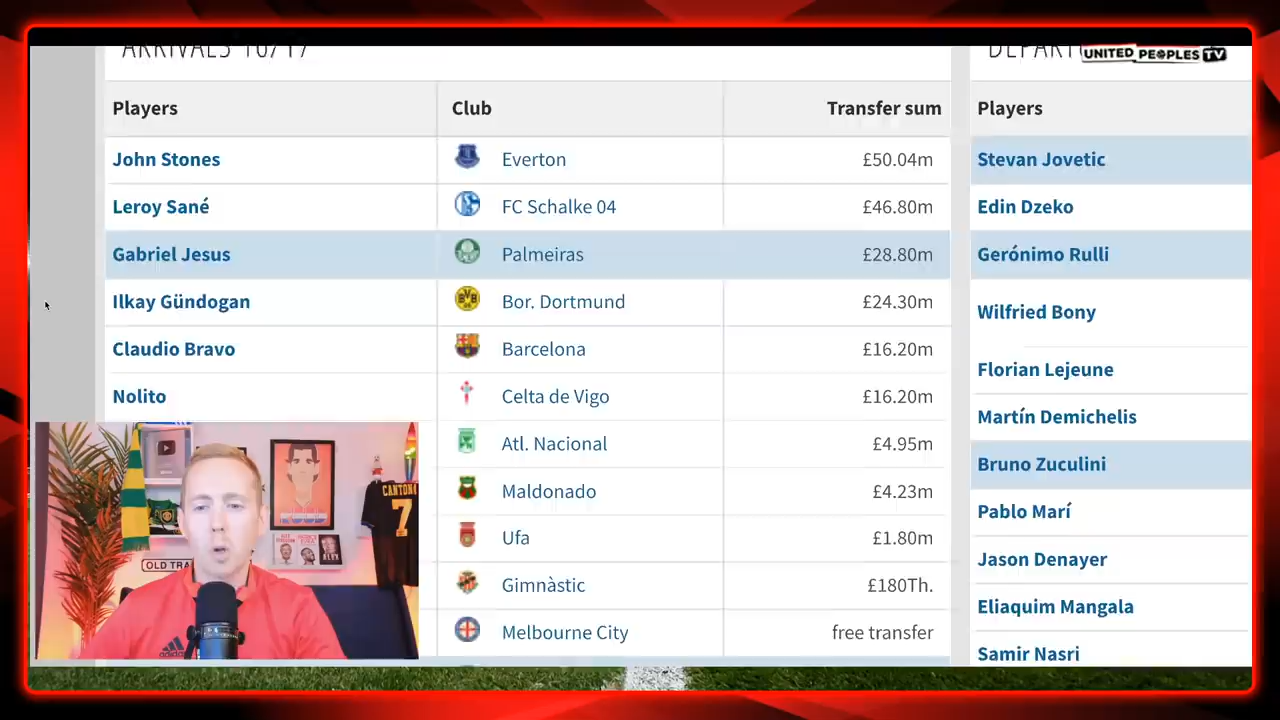 ARRIVALS 16/17
UNITED PEOPLES TV
Players Club Transfer sum
John Stones Everton £50.04m
Leroy Sané FC Schalke 04 £46.80m
Gabriel Jesus Palmeiras £28.80m
Ilkay Gündogan Bor. Dortmund £24.30m
Claudio Bravo Barcelona £16.20m
Nolito Celta de Vigo £16.20m
Atl. Nacional £4.95m
Maldonado £4.23m
Ufa £1.80m
Gimnàstic £180Th.
Melbourne City free transfer
Players
Stevan Jovetic
Edin Dzeko
Gerónimo Rulli
Wilfried Bony
Florian Lejeune
Martín Demichelis
Bruno Zuculini
Pablo Marí
Jason Denayer
Eliaquim Mangala
Samir Nasri
CANTONA
7
OLD TRA